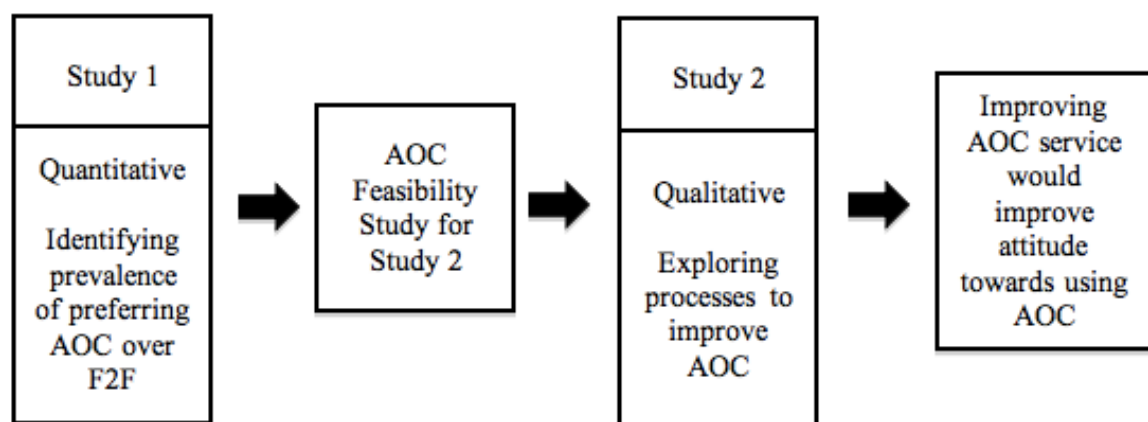 Study 1
Quantitative
Identifying
prevalence
of preferring
AOC over
F2F
AOC
Feasibility
Study for
Study 2
Study 2
Qualitative
Exploring
processes to
improve
AOC
Improving
AOC service
would
improve
attitude
towards using
AOC